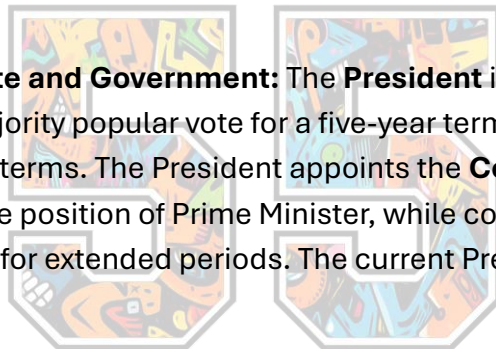 te and Government: The President i
jority popular vote for a five-year term
terms. The President appoints the Co
e position of Prime Minister, while co
for extended periods. The current Pre